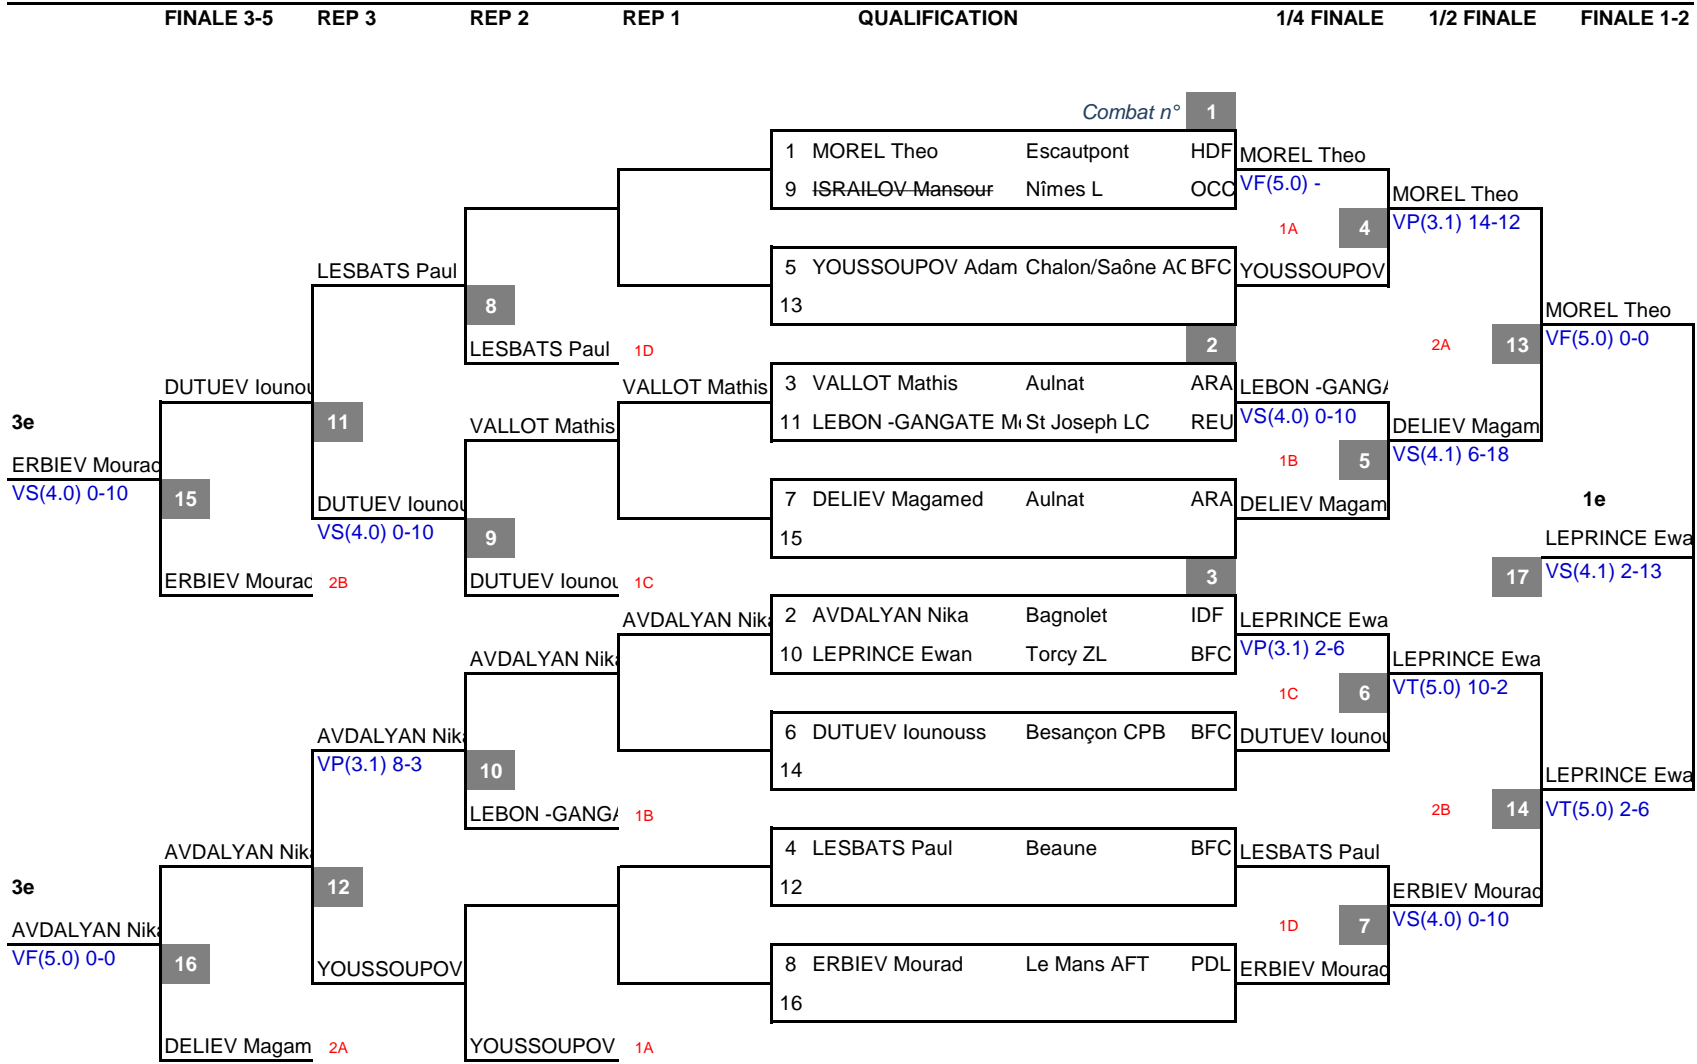 FINALE 3-5 REP 3 REP 2 REP 1 QUALIFICATION 1/4 FINALE 1/2 FINALE FINALE 1-2
Combat n° 1
1 MOREL Theo Escautpont HDF MOREL Theo
9 ISRAILOV Mansour Nîmes L OCC VF(5.0) -
MOREL Theo
1A 4 VP(3.1) 14-12
LESBATS Paul 5 YOUSSOUPOV Adam Chalon/Saône AC BFC YOUSSOUPOV
8 13
MOREL Theo
LESBATS Paul 1D 2 2A 13 VF(5.0) 0-0
DUTUEV Iounou VALLOT Mathis 3 VALLOT Mathis Aulnat ARA LEBON -GANGA
3e 11 VALLOT Mathis 11 LEBON -GANGATE Mo St Joseph LC REU VS(4.0) 0-10 DELIEV Magam
ERBIEV Mourad 1B 5 VS(4.1) 6-18
VS(4.0) 0-10 15 DUTUEV Iounou 7 DELIEV Magamed Aulnat ARA DELIEV Magam 1e
VS(4.0) 0-10 9 15 LEPRINCE Ewa
ERBIEV Mourad 2B DUTUEV Iounou 1C 3 17 VS(4.1) 2-13
AVDALYAN Nika 2 AVDALYAN Nika Bagnolet IDF LEPRINCE Ewa
AVDALYAN Nika 10 LEPRINCE Ewan Torcy ZL BFC VP(3.1) 2-6 LEPRINCE Ewa
1C 6 VT(5.0) 10-2
AVDALYAN Nika 6 DUTUEV Iounouss Besançon CPB BFC DUTUEV Iounou
VP(3.1) 8-3 10 14 LEPRINCE Ewa
LEBON -GANGA 1B 2B 14 VT(5.0) 2-6
AVDALYAN Nika 4 LESBATS Paul Beaune BFC LESBATS Paul
3e 12 12 ERBIEV Mourad
AVDALYAN Nika 1D 7 VS(4.0) 0-10
VF(5.0) 0-0 16 YOUSSOUPOV 8 ERBIEV Mourad Le Mans AFT PDL ERBIEV Mourad
16
DELIEV Magam 2A YOUSSOUPOV 1A